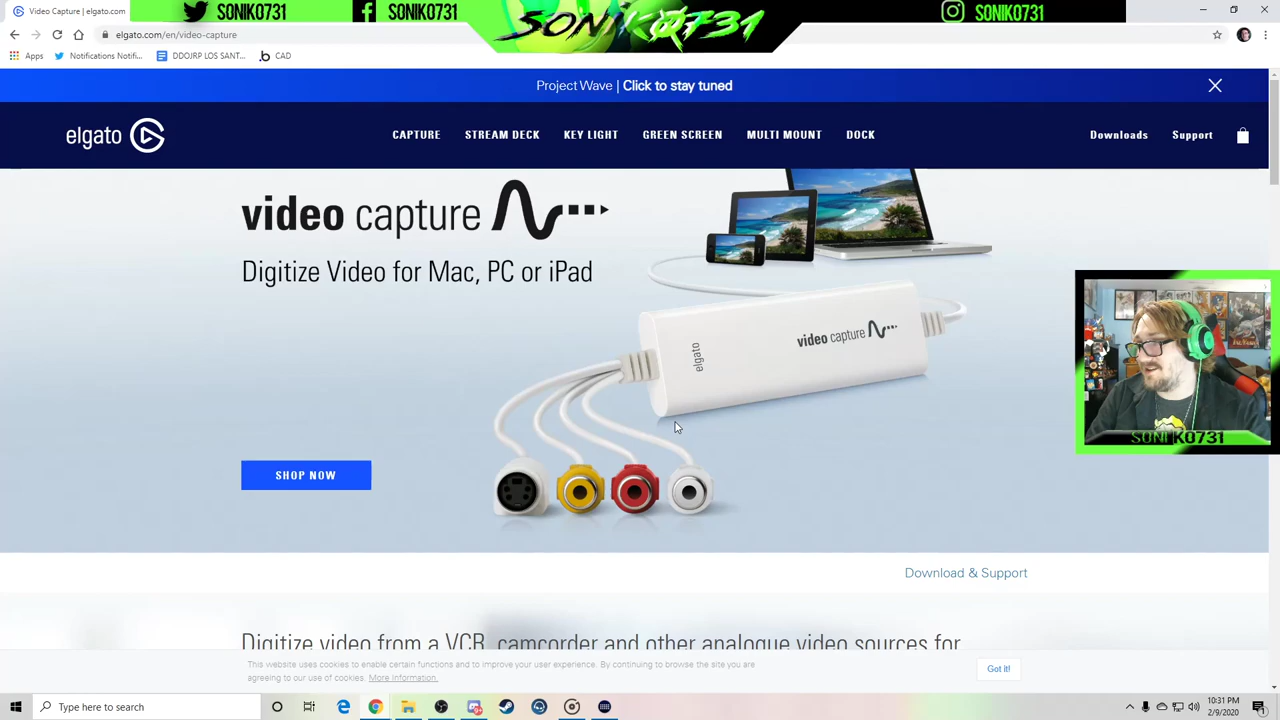 Video Capture | elgato.com
SONIK0731
SONIK0731
SONIK0731
SONIK0731
elgato.com/en/video-capture
Apps
Notifications Notifi...
DDOJRP LOS SANT...
CAD
Project Wave | Click to stay tuned
elgato
CAPTURE
STREAM DECK
KEY LIGHT
GREEN SCREEN
MULTI MOUNT
DOCK
Downloads
Support
video capture
Digitize Video for Mac, PC or iPad
elgato
video capture
SHOP NOW
SONIK0731
Download & Support
Digitize video from a VCR, camcorder and other analogue video sources for
This website uses cookies to enable certain functions and to improve your user experience. By continuing to browse the site you are
agreeing to our use of cookies. More Information.
Got it!
Type here to search
10:31 PM
2/9/2020